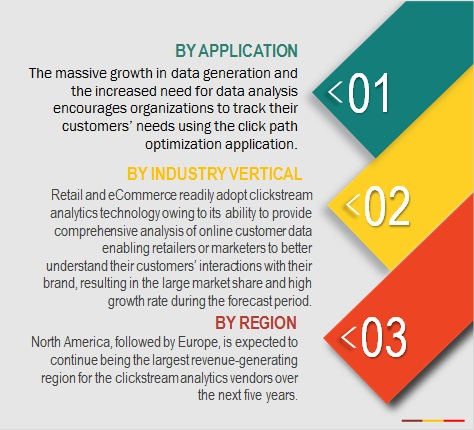 BY APPLICATION
The massive growth in data generation and
the increased need for data analysis
encourages organizations to track their
customers' needs using the click path
optimization application.
<01
BY INDUSTRY VERTICAL
Retail and eCommerce readily adopt clickstream
analytics technology owing to its ability to provide
comprehensive analysis of online customer data
enabling retailers or marketers to better
understand their customers' interactions with their
brand, resulting in the large market share and high
growth rate during the forecast period.
<02
BY REGION
North America, followed by Europe, is expected to
continue being the largest revenue-generating
region for the clickstream analytics vendors over
the next five years.
<03